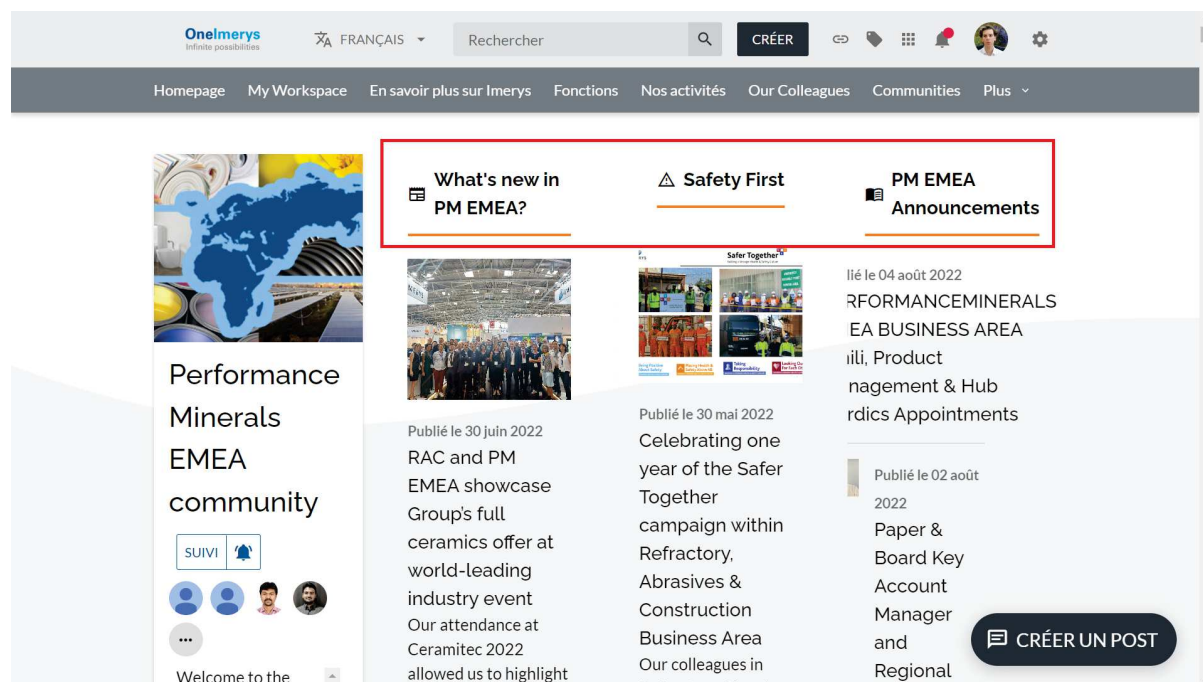 OneImerys
Infinite possibilities
FRANÇAIS
Rechercher
CRÉER
Homepage My Workspace En savoir plus sur Imerys Fonctions Nos activités Our Colleagues Communities Plus
What's new in
PM EMEA?
Safety First
PM EMEA
Announcements
Performance
Minerals
EMEA
community
SUIVI
...
Welcome to the
Publié le 30 juin 2022
RAC and PM
EMEA showcase
Group's full
ceramics offer at
world-leading
industry event
Our attendance at
Ceramitec 2022
allowed us to highlight
Safer Together
Publié le 30 mai 2022
Celebrating one
year of the Safer
Together
campaign within
Refractory,
Abrasives &
Construction
Business Area
Our colleagues in
lié le 04 août 2022
RFORMANCEMINERALS
EA BUSINESS AREA
ili, Product
nagement & Hub
rdics Appointments
Publié le 02 août
2022
Paper &
Board Key
Account
Manager
and
Regional
CRÉER UN POST